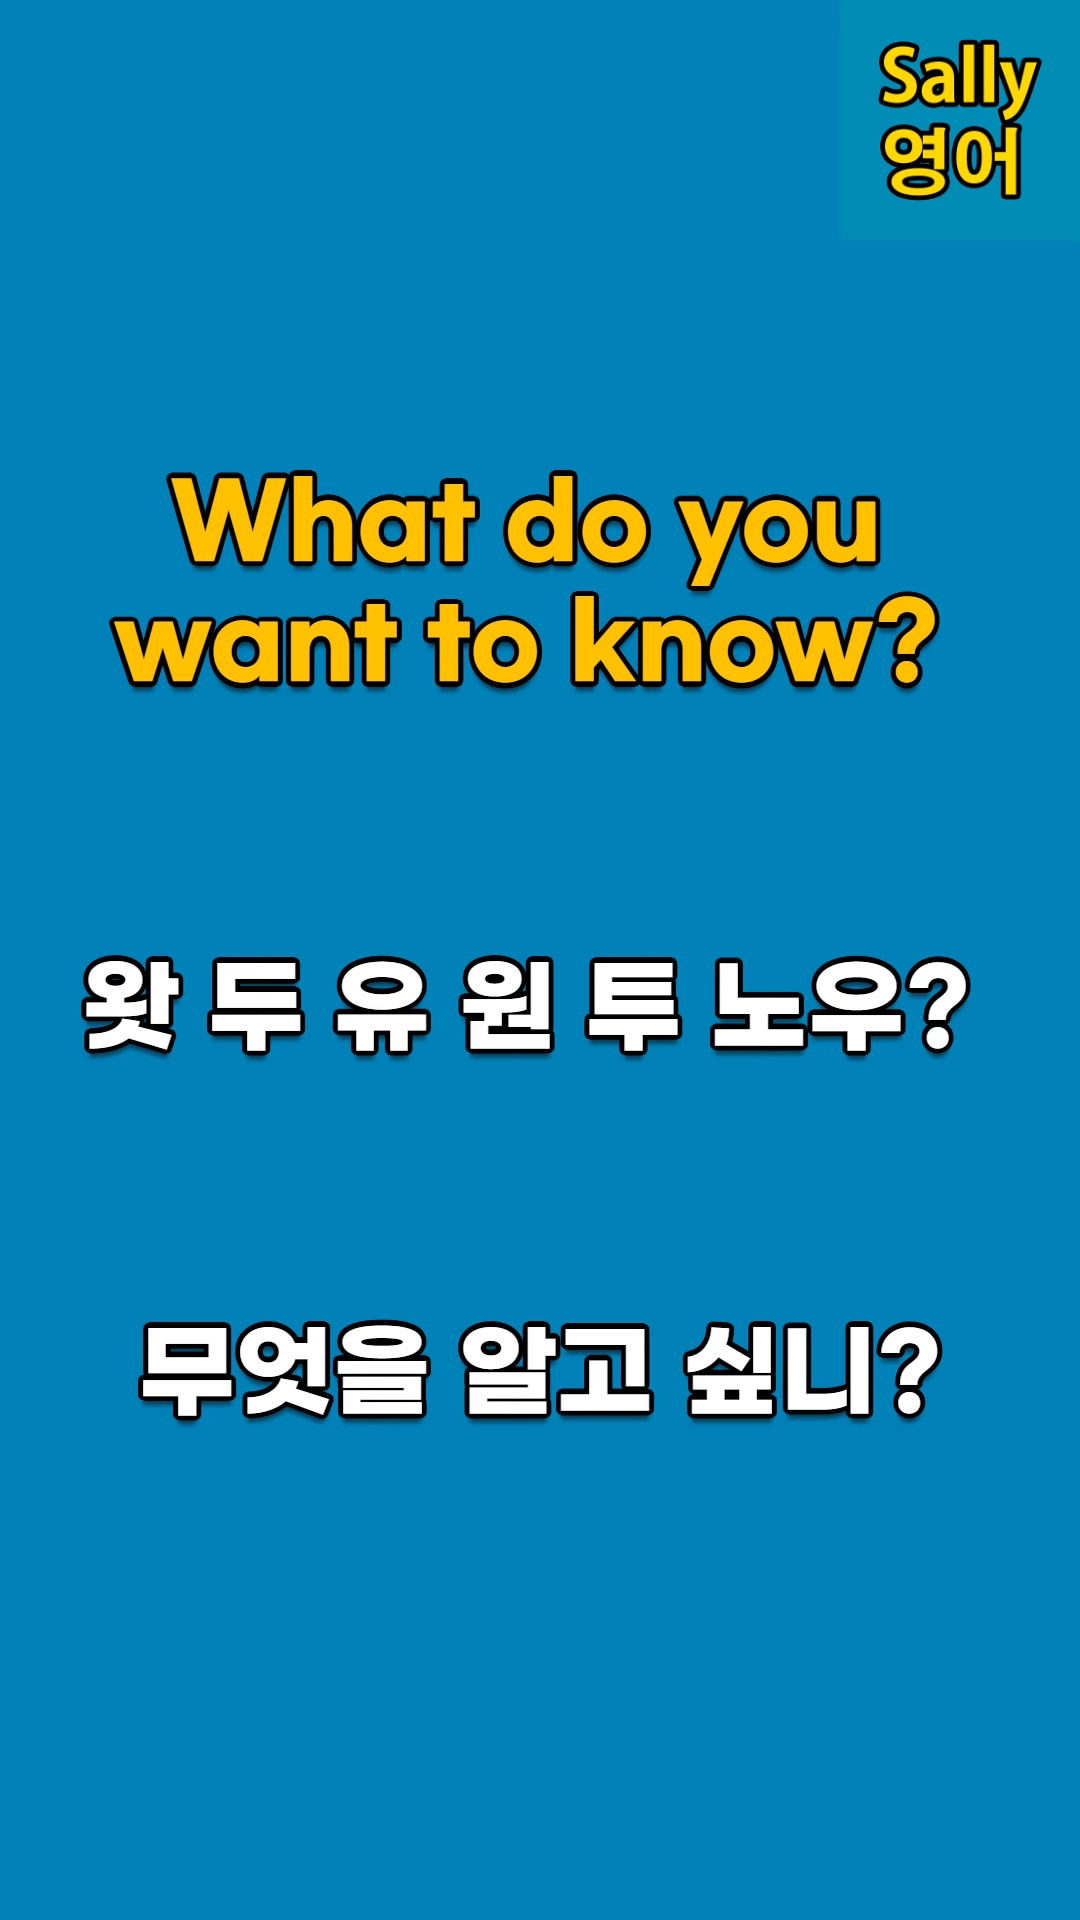 Sally
영어
What do you
want to know?
왓 두 유 원 투 노우?
무엇을 알고 싶니?